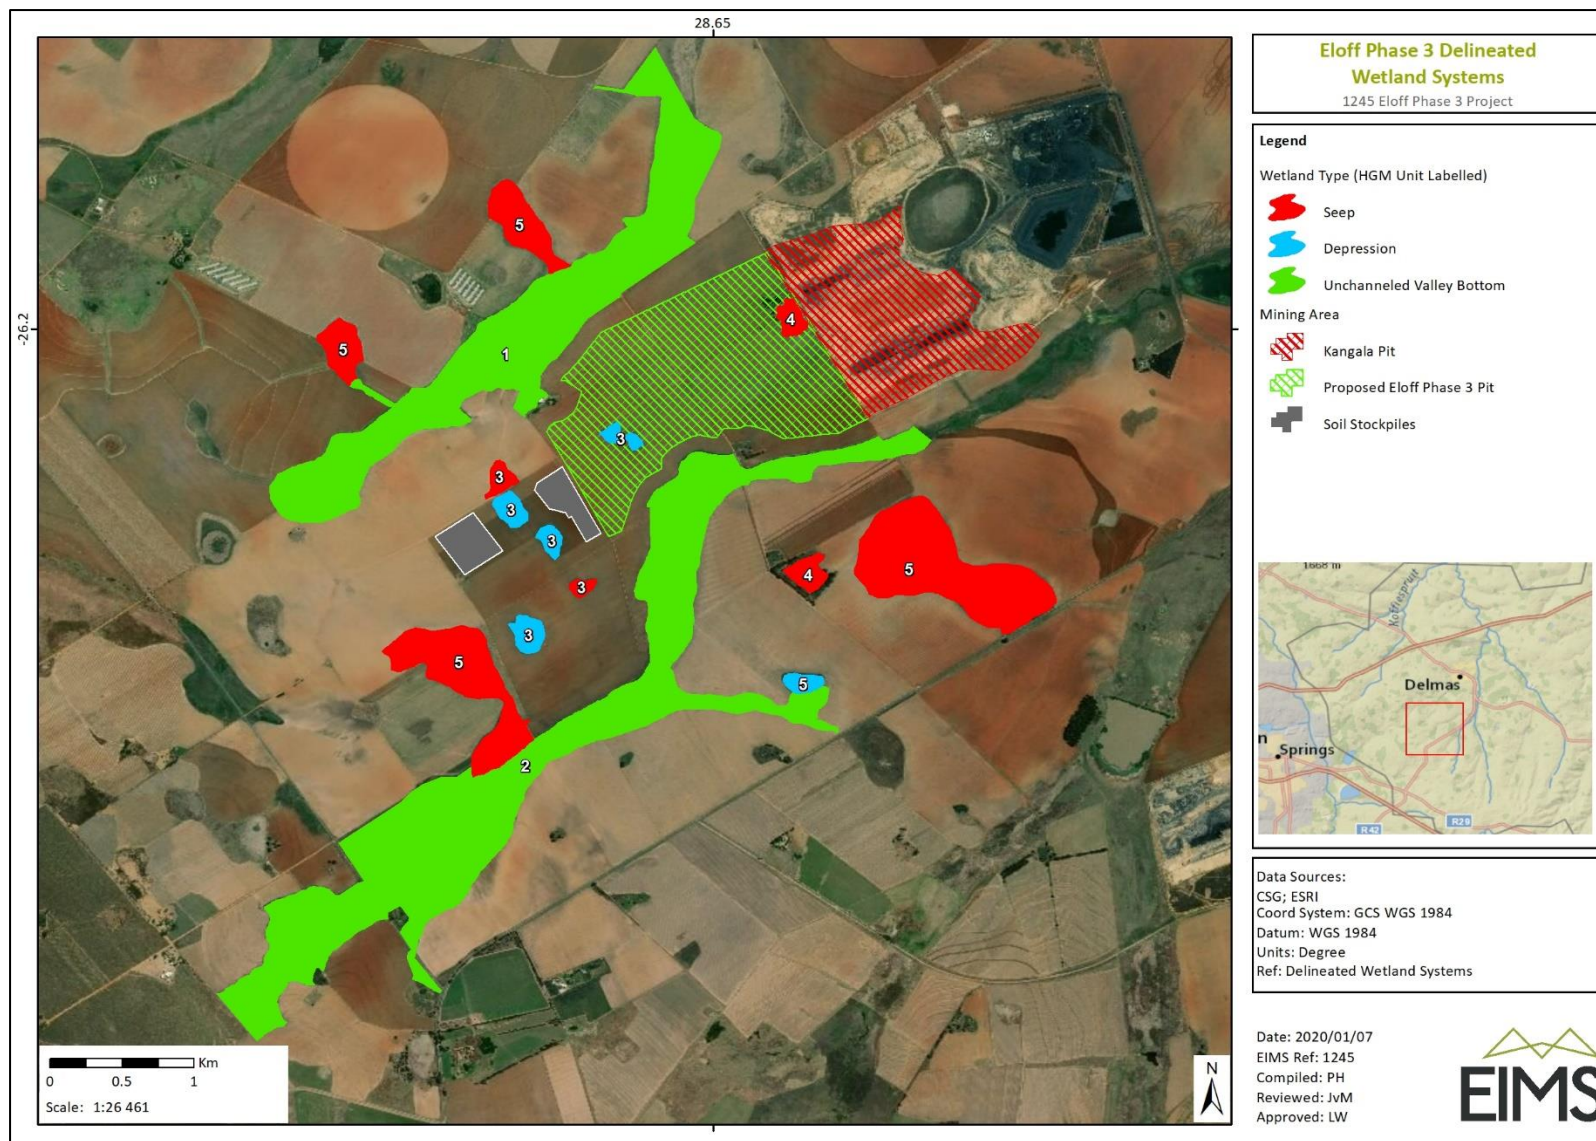 28.65
-26.2
5
5
1
4
3
3
3
3
3
3
4
5
5
5
2
Km
0 0.5 1
Scale: 1:26 461
N
Eloff Phase 3 Delineated
Wetland Systems
1245 Eloff Phase 3 Project
Legend
Wetland Type (HGM Unit Labelled)
Seep
Depression
Unchanneled Valley Bottom
Mining Area
Kangala Pit
Proposed Eloff Phase 3 Pit
Soil Stockpiles
1668 m
Koffiespruit
Delmas
n
Springs
R42
R29
Data Sources:
CSG; ESRI
Coord System: GCS WGS 1984
Datum: WGS 1984
Units: Degree
Ref: Delineated Wetland Systems
Date: 2020/01/07
EIMS Ref: 1245
Compiled: PH
Reviewed: JvM
Approved: LW
EIMS